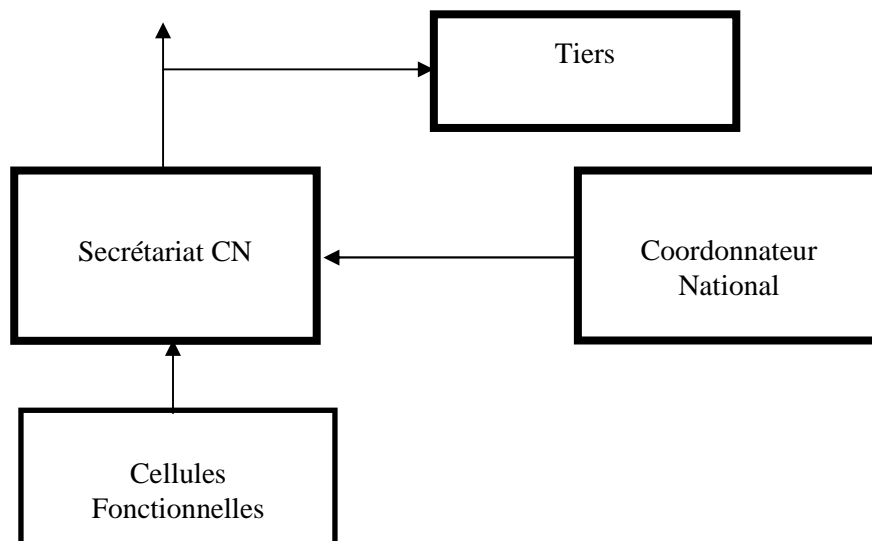 Tiers
Secrétariat CN
Coordonnateur
National
Cellules
Fonctionnelles